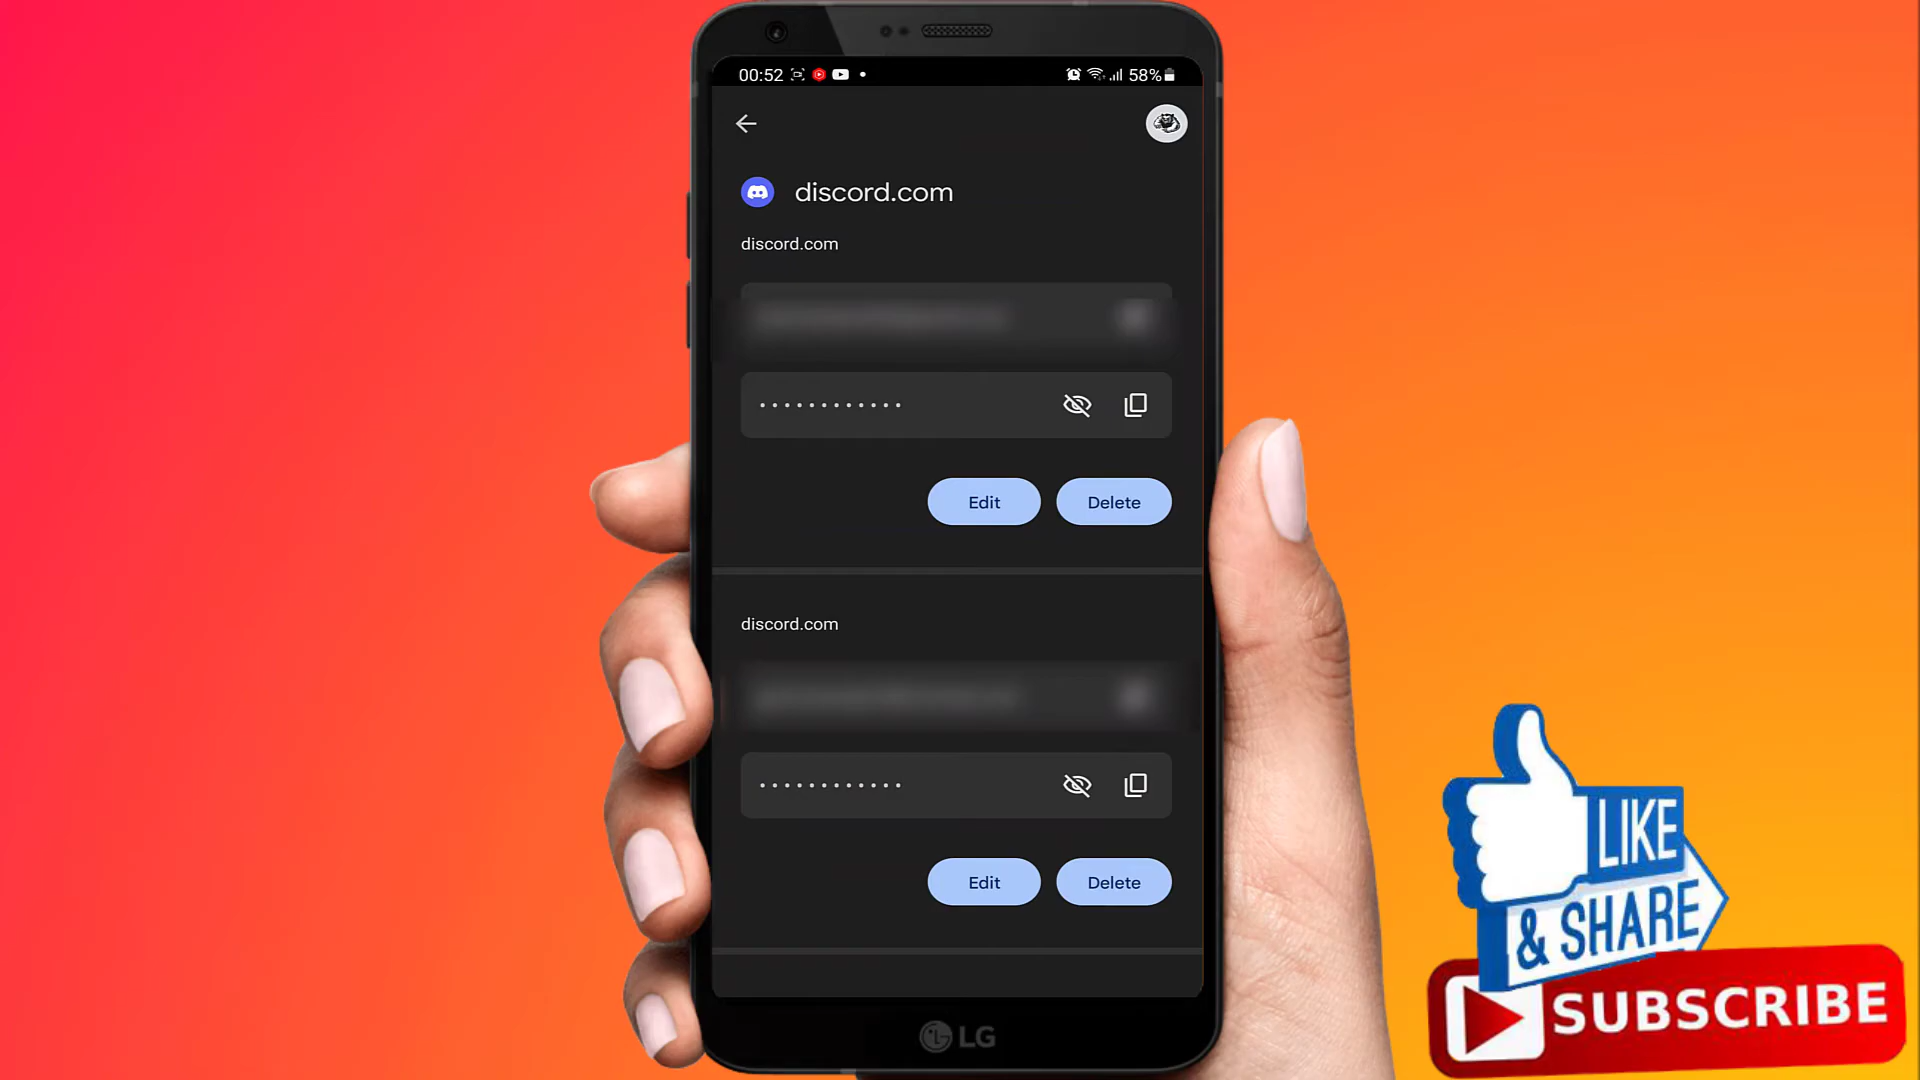 00:52
58%
discord.com
discord.com
............
Edit Delete
discord.com
............
Edit Delete
LG
LIKE
& SHARE
SUBSCRIBE